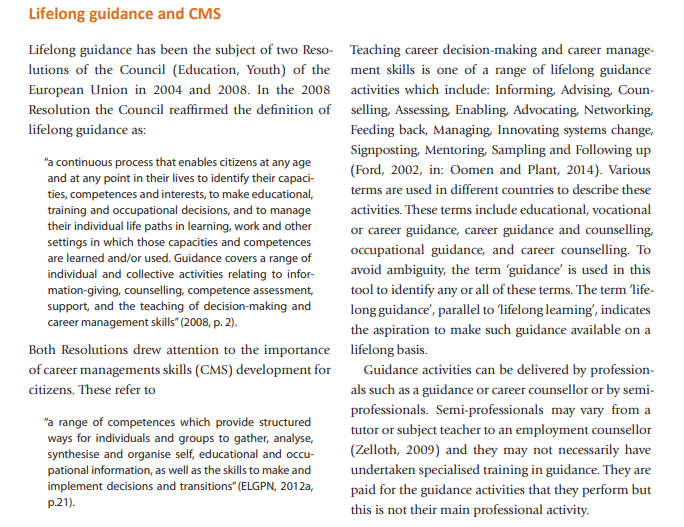 Lifelong guidance and CMS
Lifelong guidance has been the subject of two Reso-
lutions of the Council (Education, Youth) of the
European Union in 2004 and 2008. In the 2008
Resolution the Council reaffirmed the definition of
lifelong guidance as:
"a continuous process that enables citizens at any age
and at any point in their lives to identify their capaci-
ties, competences and interests, to make educational,
training and occupational decisions, and to manage
their individual life paths in learning, work and other
settings in which those capacities and competences
are learned and/or used. Guidance covers a range of
individual and collective activities relating to infor-
mation-giving, counselling, competence assessment,
support, and the teaching of decision-making and
career management skills" (2008, p. 2).
Both Resolutions drew attention to the importance
of career managements skills (CMS) development for
citizens. These refer to
"a range of competences which provide structured
ways for individuals and groups to gather, analyse,
synthesise and organise self, educational and occu-
pational information, as well as the skills to make and
implement decisions and transitions" (ELGPN, 2012a,
p.21).
Teaching career decision-making and career manage-
ment skills is one of a range of lifelong guidance
activities which include: Informing, Advising, Coun-
selling, Assessing, Enabling, Advocating, Networking,
Feeding back, Managing, Innovating systems change,
Signposting, Mentoring, Sampling and Following up
(Ford, 2002, in: Oomen and Plant, 2014). Various
terms are used in different countries to describe these
activities. These terms include educational, vocational
or career guidance, career guidance and counselling,
occupational guidance, and career counselling. To
avoid ambiguity, the term 'guidance' is used in this
tool to identify any or all of these terms. The term 'life-
long guidance', parallel to 'lifelong learning', indicates
the aspiration to make such guidance available on a
lifelong basis.
Guidance activities can be delivered by profession-
als such as a guidance or career counsellor or by semi-
professionals. Semi-professionals may vary from a
tutor or subject teacher to an employment counsellor
(Zelloth, 2009) and they may not necessarily have
undertaken specialised training in guidance. They are
paid for the guidance activities that they perform but
this is not their main professional activity.